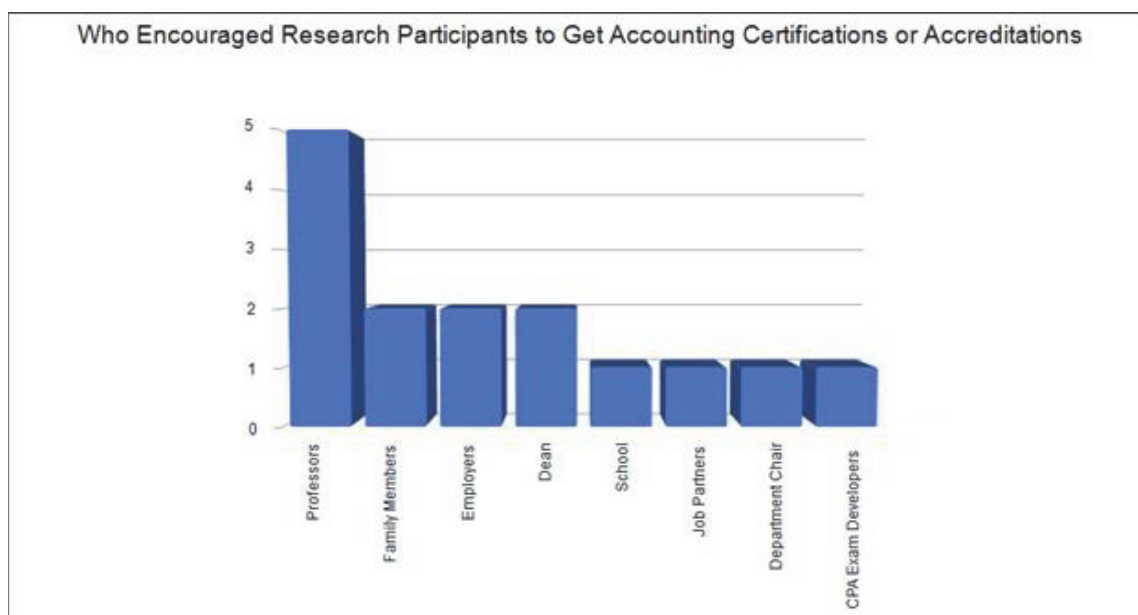 Who Encouraged Research Participants to Get Accounting Certifications or Accreditations
5
4
3
2
1
0
Professors
Family Members
Employers
Dean
School
Job Partners
Department Chair
CPA Exam Developers